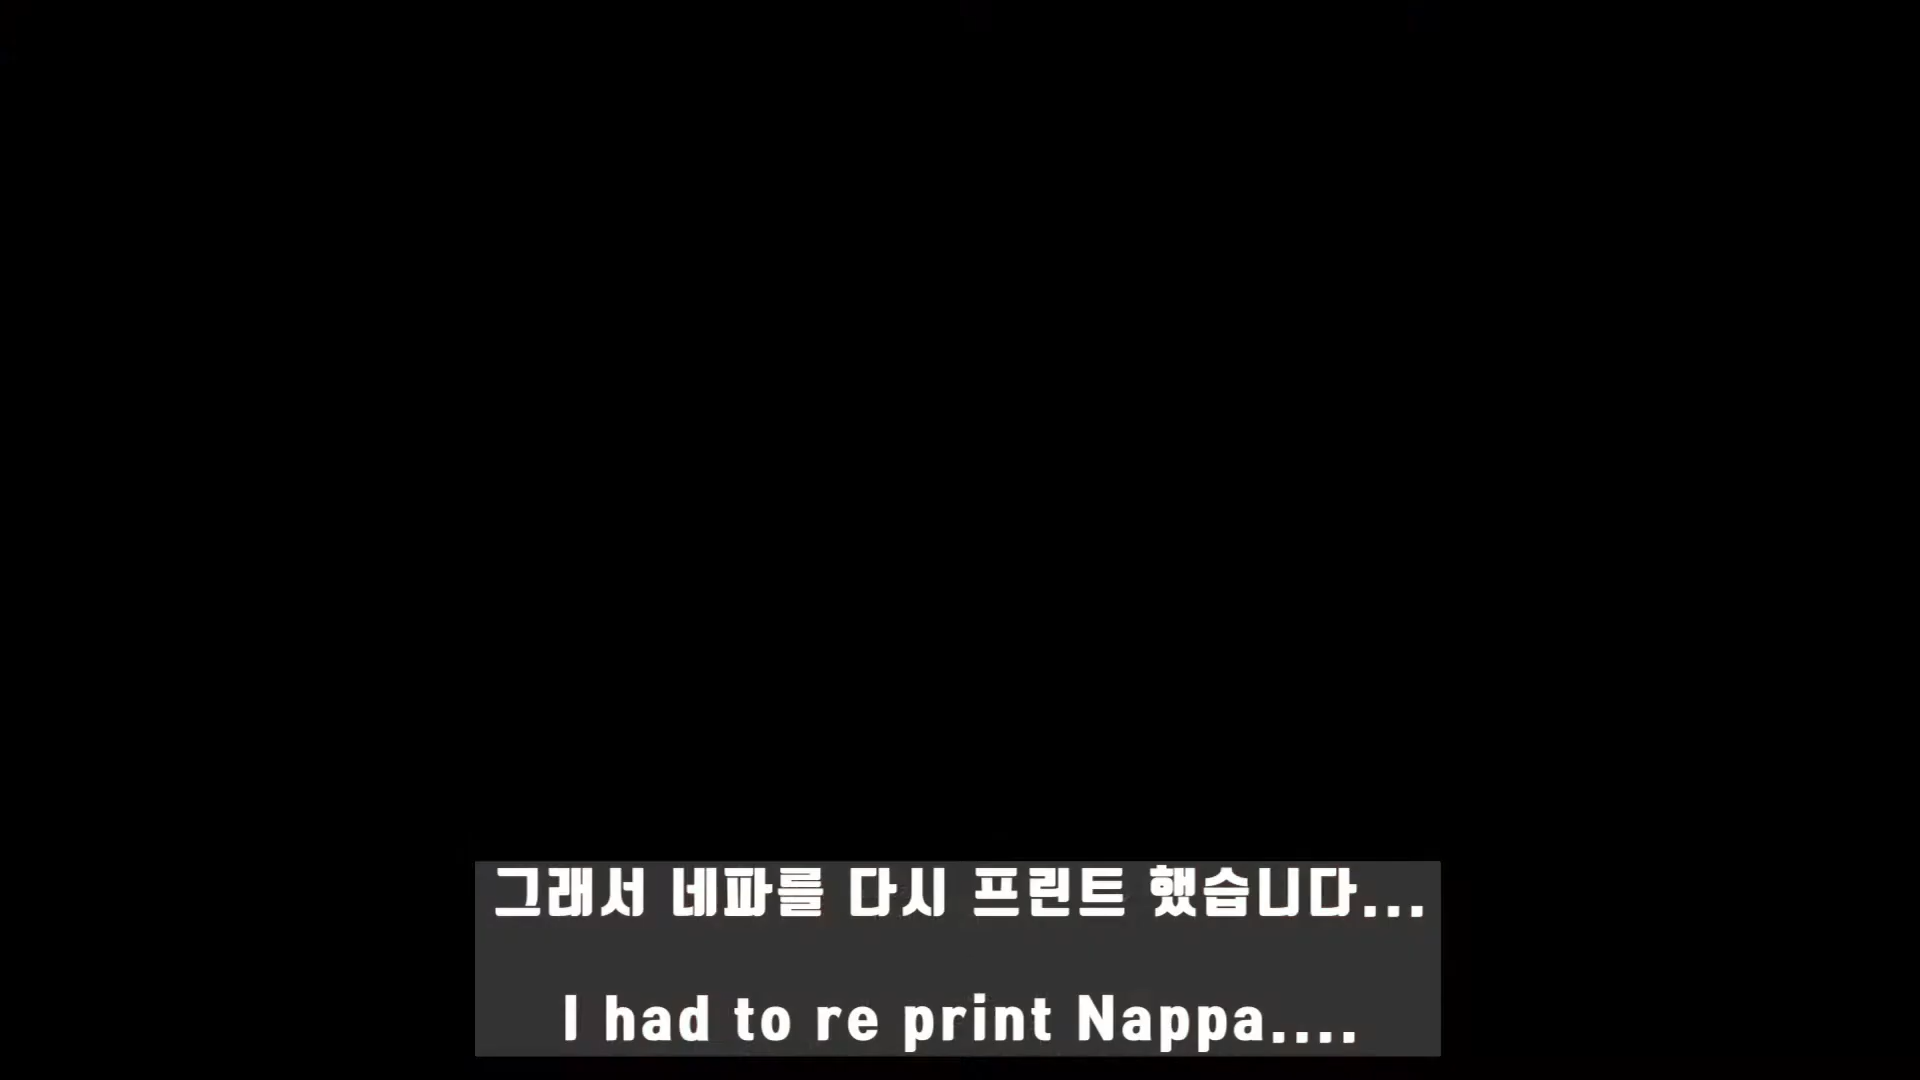 그래서 네파를 다시 프린트 했습니다...
I had to re print Nappa....